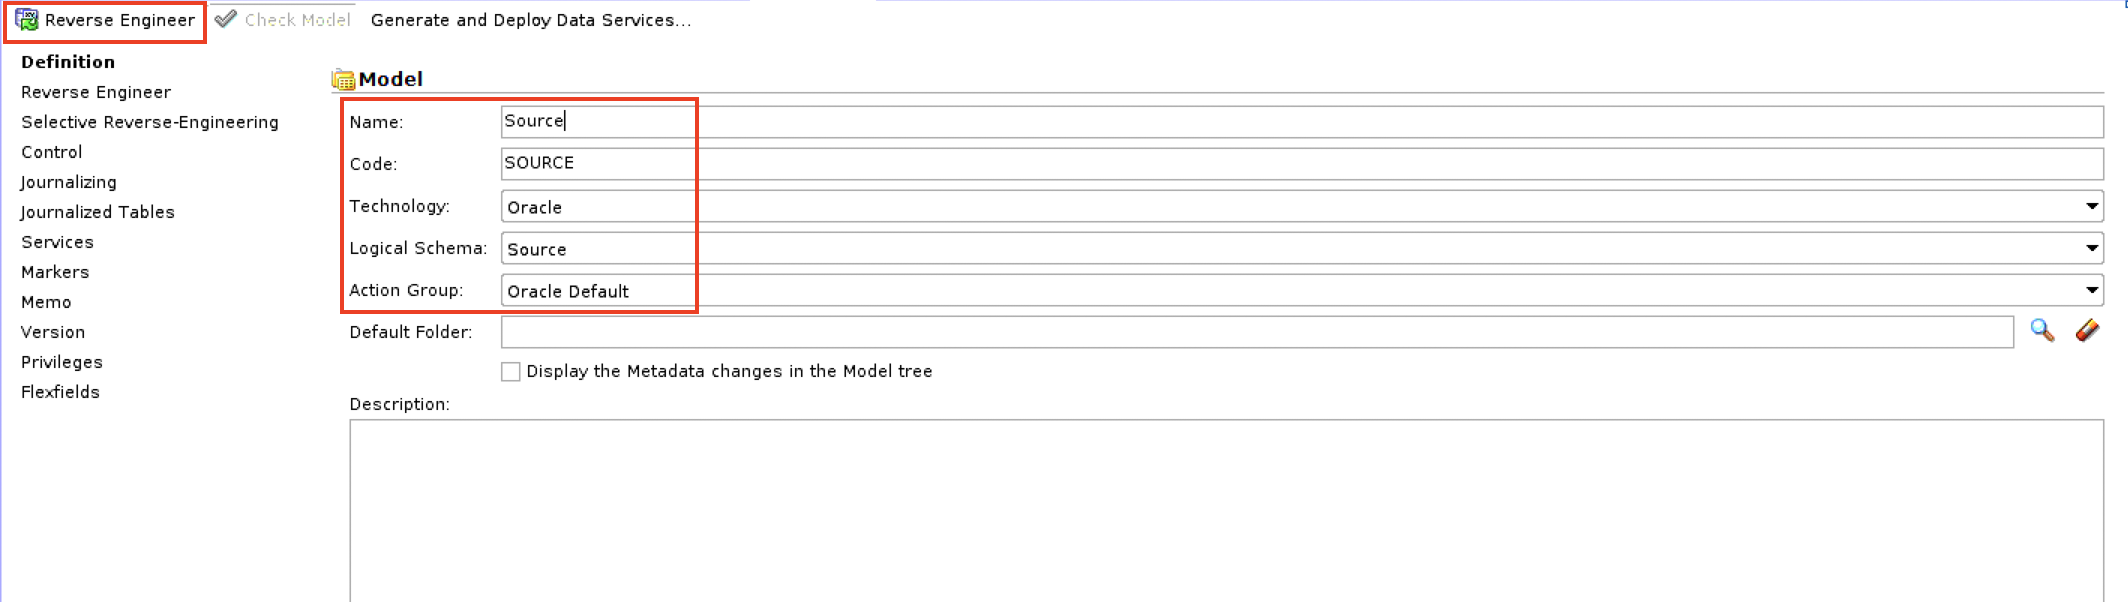 Reverse Engineer Check Model Generate and Deploy Data Services...
Definition
Reverse Engineer
Selective Reverse-Engineering
Control
Journalizing
Journalized Tables
Services
Markers
Memo
Version
Privileges
Flexfields
Model
Name: Source
Code: SOURCE
Technology: Oracle
Logical Schema: Source
Action Group: Oracle Default
Default Folder:
Display the Metadata changes in the Model tree
Description: